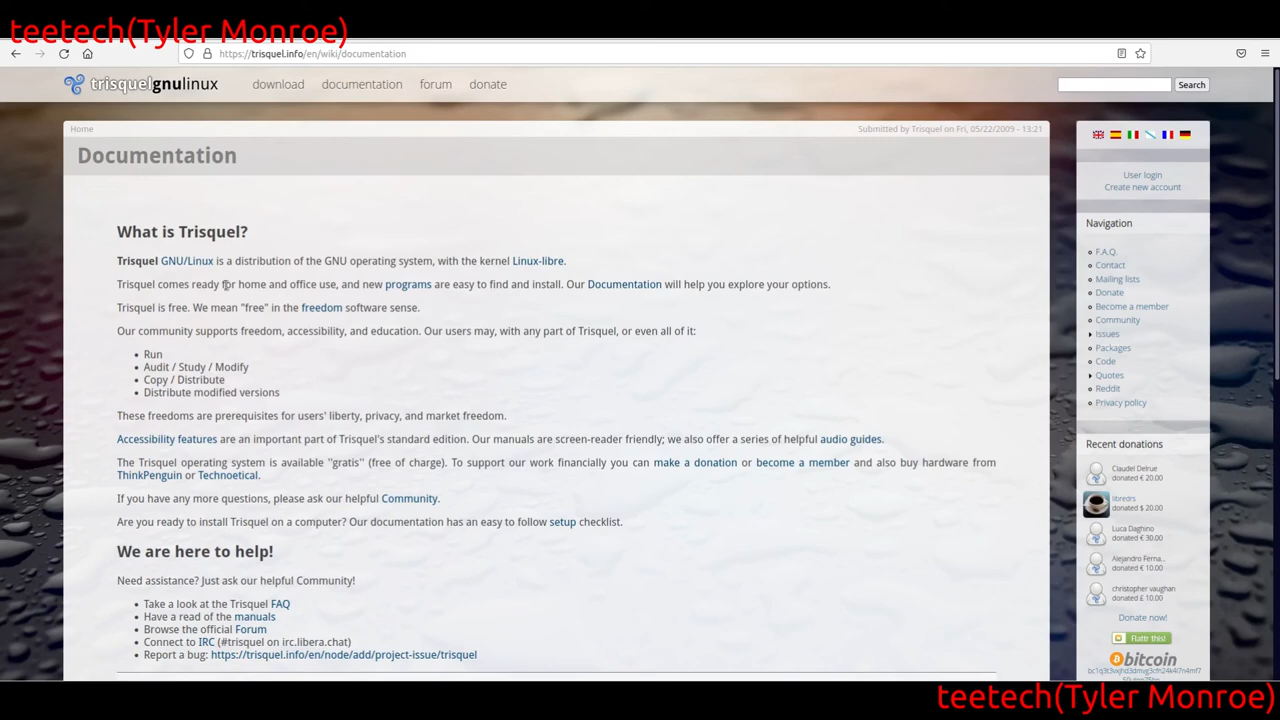 teetech(Tyler Monroe)
https://trisquel.info/en/wiki/documentation
trisquelgnulinux download documentation forum donate Search
Home Submitted by Trisquel on Fri, 05/22/2009 - 13:21
Documentation
What is Trisquel?
Trisquel GNU/Linux is a distribution of the GNU operating system, with the kernel Linux-libre.
Trisquel comes ready for home and office use, and new programs are easy to find and install. Our Documentation will help you explore your options.
Trisquel is free. We mean "free" in the freedom software sense.
Our community supports freedom, accessibility, and education. Our users may, with any part of Trisquel, or even all of it:
Run
Audit / Study / Modify
Copy / Distribute
Distribute modified versions
These freedoms are prerequisites for users' liberty, privacy, and market freedom.
Accessibility features are an important part of Trisquel's standard edition. Our manuals are screen-reader friendly; we also offer a series of helpful audio guides.
The Trisquel operating system is available ''gratis'' (free of charge). To support our work financially you can make a donation or become a member and also buy hardware from
ThinkPenguin or Technoetical.
If you have any more questions, please ask our helpful Community.
Are you ready to install Trisquel on a computer? Our documentation has an easy to follow setup checklist.
We are here to help!
Need assistance? Just ask our helpful Community!
Take a look at the Trisquel FAQ
Have a read of the manuals
Browse the official Forum
Connect to IRC (#trisquel on irc.libera.chat)
Report a bug: https://trisquel.info/en/node/add/project-issue/trisquel
User login
Create new account
Navigation
F.A.Q.
Contact
Mailing lists
Donate
Become a member
Community
Issues
Packages
Code
Quotes
Reddit
Privacy policy
Recent donations
Claudel Delrue
donated € 20.00
libredrs
donated $ 20.00
Luca Daghino
donated € 30.00
Alejandro Ferna...
donated € 10.00
christopher vaughan
donated £ 10.00
Donate now!
Flattr this!
bitcoin
teetech(Tyler Monroe)